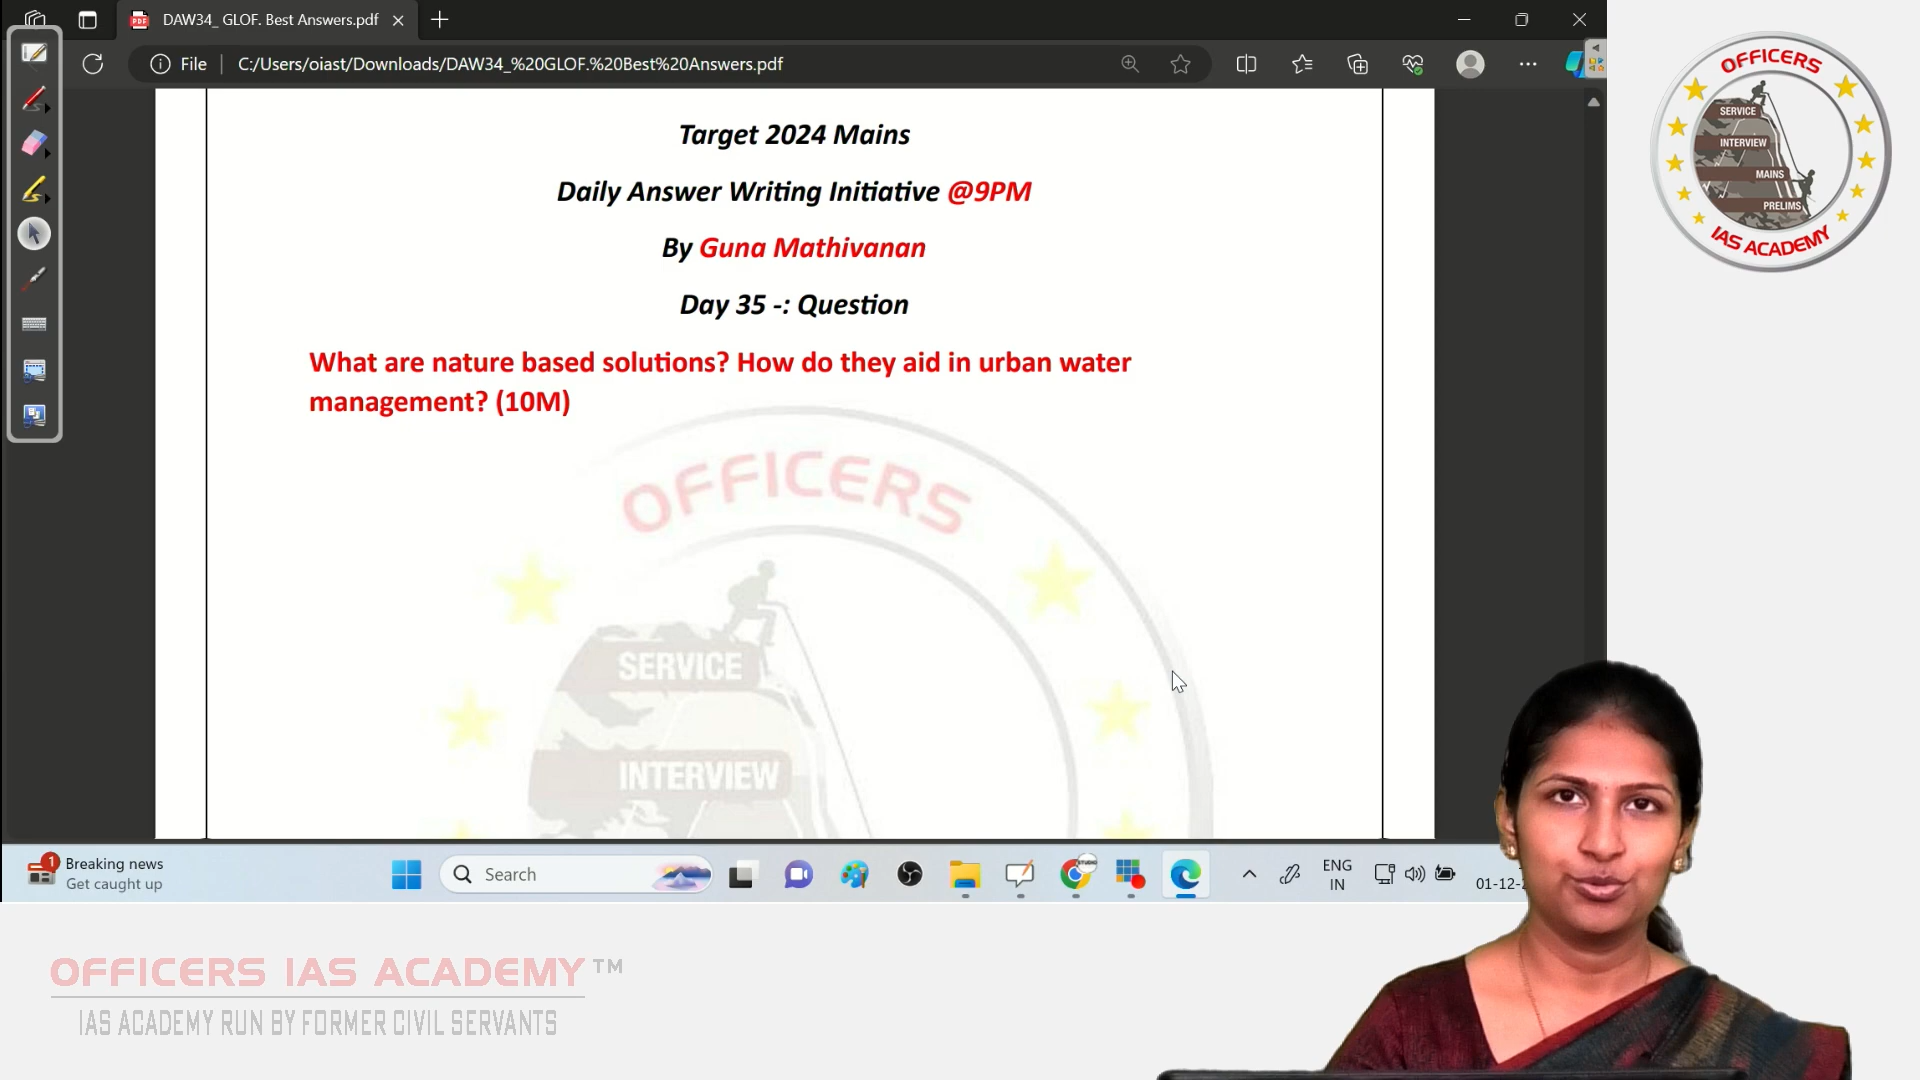 DAW34_ GLOF. Best Answers.pdf
File
C:/Users/oiast/Downloads/DAW34_%20GLOF.%20Best%20Answers.pdf
OFFICERS
SERVICE
INTERVIEW
MAINS
PRELIMS
IAS ACADEMY
Target 2024 Mains
Daily Answer Writing Initiative @9PM
By Guna Mathivanan
Day 35 -: Question
What are nature based solutions? How do they aid in urban water
management? (10M)
OFFICERS
SERVICE
INTERVIEW
1
Breaking news
Get caught up
Search
ENG
IN
01-12-
OFFICERS IAS ACADEMY™
IAS ACADEMY RUN BY FORMER CIVIL SERVANTS